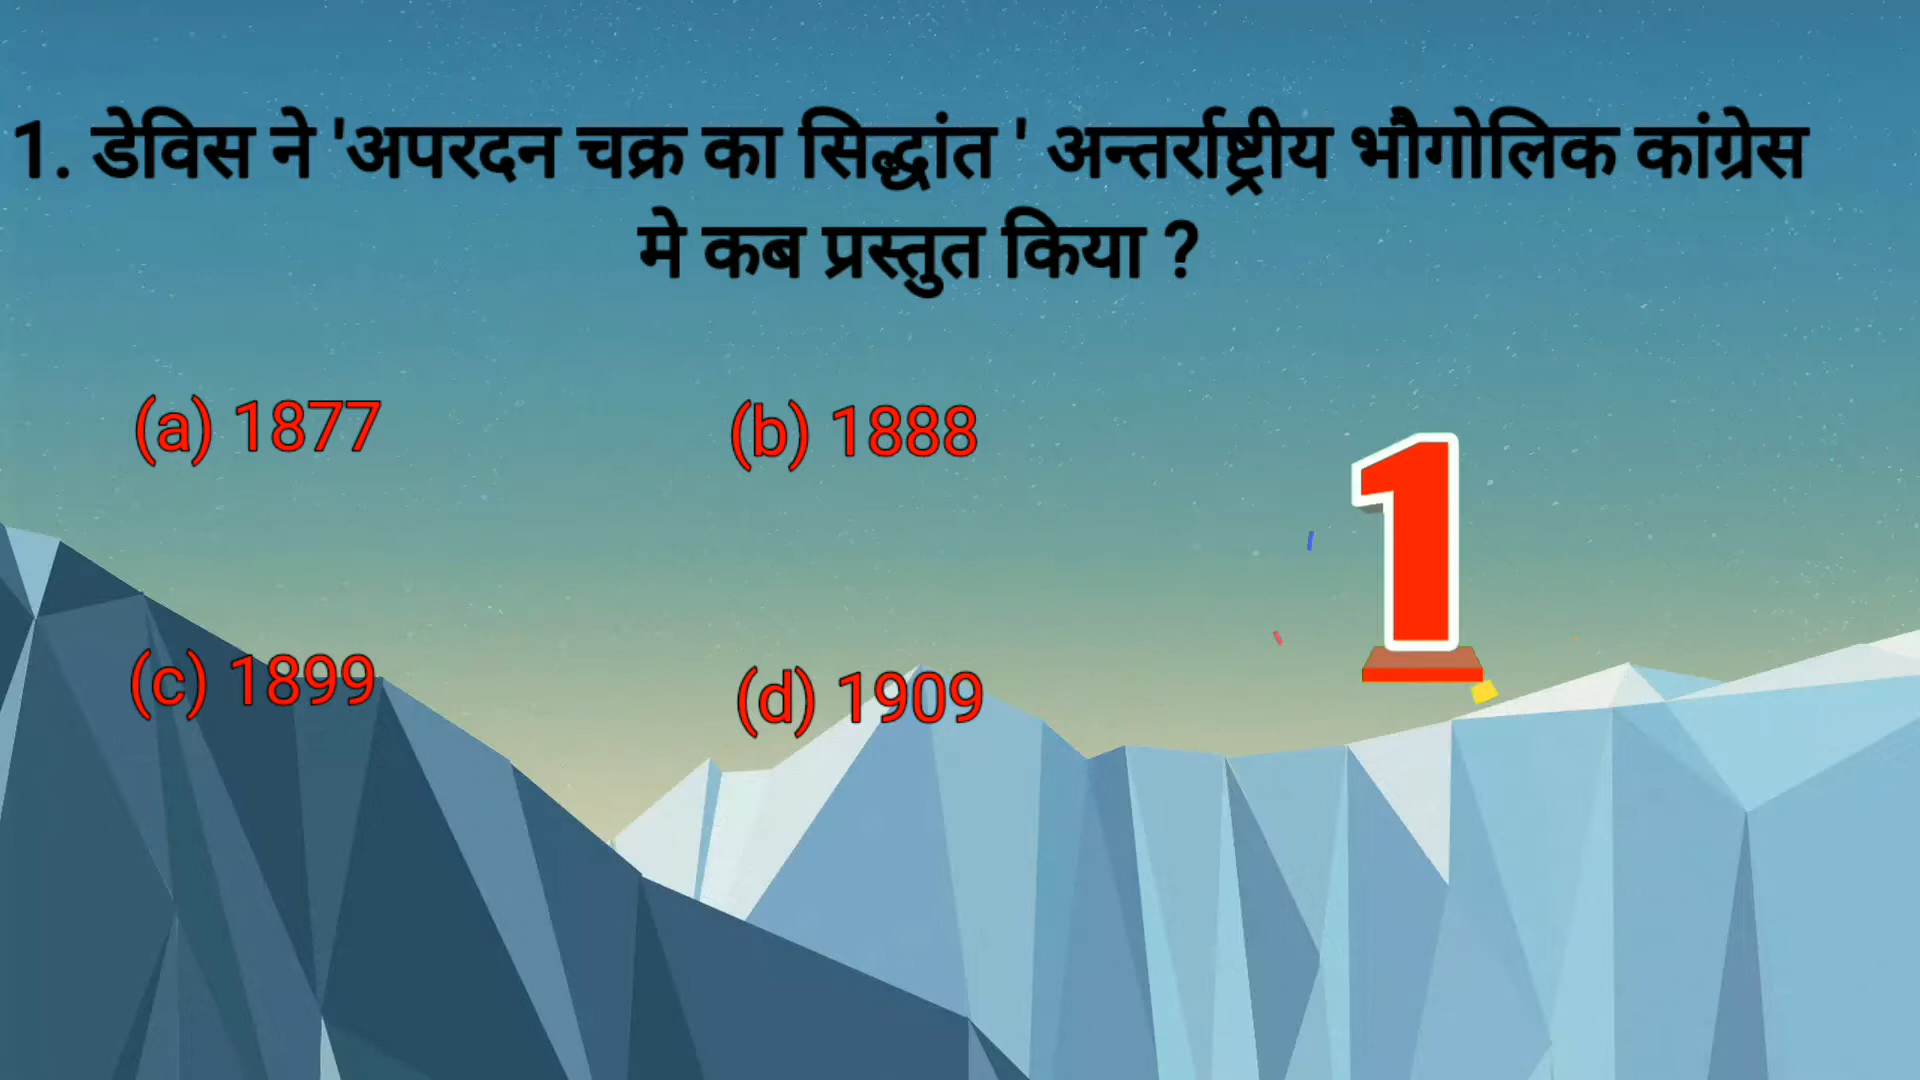 1. डेविस ने 'अपरदन चक्र का सिद्धांत ' अन्तर्राष्ट्रीय भौगोलिक कांग्रेस
मे कब प्रस्तुत किया ?
(a) 1877 (b) 1888
1
(c) 1899 (d) 1909